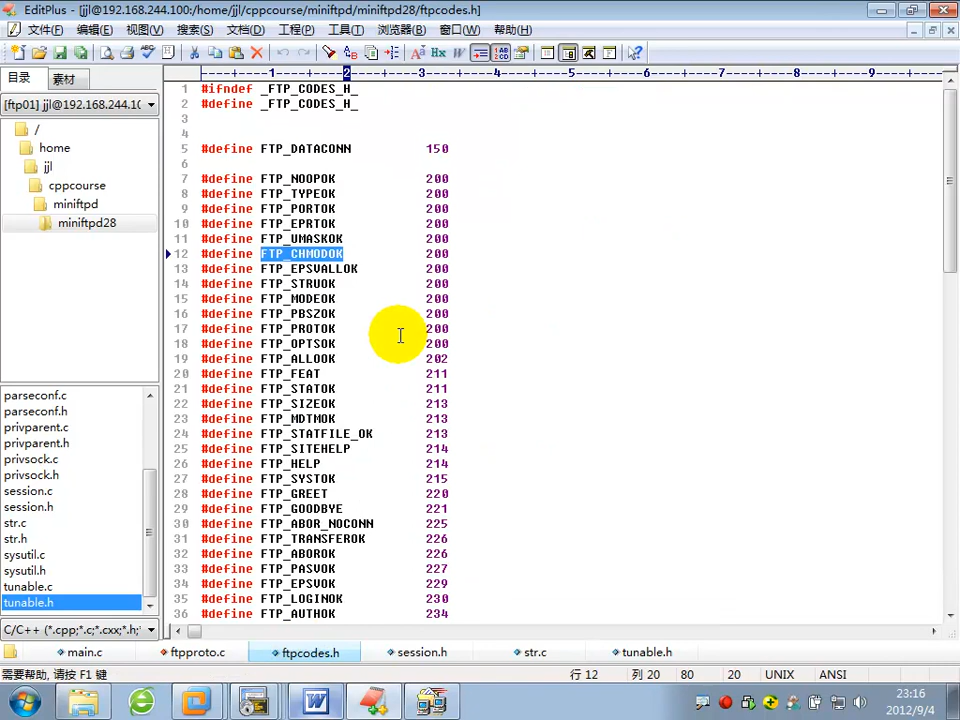 EditPlus - [jjl@192.168.244.100:/home/jjl/cppcourse/miniftpd/miniftpd28/ftpcodes.h]
文件(F) 编辑(E) 视图(V) 搜索(S) 文档(D) 工程(P) 工具(T) 浏览器(B) 窗口(W) 帮助(H)
目录 素材
[ftp01] jjl@192.168.244.10
/
home
jjl
cppcourse
miniftpd
miniftpd28
parseconf.c
parseconf.h
privparent.c
privparent.h
privsock.c
privsock.h
session.c
session.h
str.c
str.h
sysutil.c
sysutil.h
tunable.c
tunable.h
C/C++ (*.cpp;*.c;*.cxx;*.h;
----+----1----+----2----+----3----+----4----+----5----+----6----+----7----+----8----+----9----+--
1 #ifndef _FTP_CODES_H_
2 #define _FTP_CODES_H_
3
4
5 #define FTP_DATACONN 150
6
7 #define FTP_NOOPOK 200
8 #define FTP_TYPEOK 200
9 #define FTP_PORTOK 200
10 #define FTP_EPRTOK 200
11 #define FTP_UMASKOK 200
12 #define FTP_CHMODOK 200
13 #define FTP_EPSVALLOK 200
14 #define FTP_STRUOK 200
15 #define FTP_MODEOK 200
16 #define FTP_PBSZOK 200
17 #define FTP_PROTOK 200
18 #define FTP_OPTSOK 200
19 #define FTP_ALLOOK 202
20 #define FTP_FEAT 211
21 #define FTP_STATOK 211
22 #define FTP_SIZEOK 213
23 #define FTP_MDTMOK 213
24 #define FTP_STATFILE_OK 213
25 #define FTP_SITEHELP 214
26 #define FTP_HELP 214
27 #define FTP_SYSTOK 215
28 #define FTP_GREET 220
29 #define FTP_GOODBYE 221
30 #define FTP_ABOR_NOCONN 225
31 #define FTP_TRANSFEROK 226
32 #define FTP_ABOROK 226
33 #define FTP_PASVOK 227
34 #define FTP_EPSVOK 229
35 #define FTP_LOGINOK 230
36 #define FTP_AUTHOK 234
main.c ftpproto.c ftpcodes.h session.h str.c tunable.h
需要帮助, 请按 F1 键 行 12 列 20 80 20 UNIX ANSI
23:16
2012/9/4